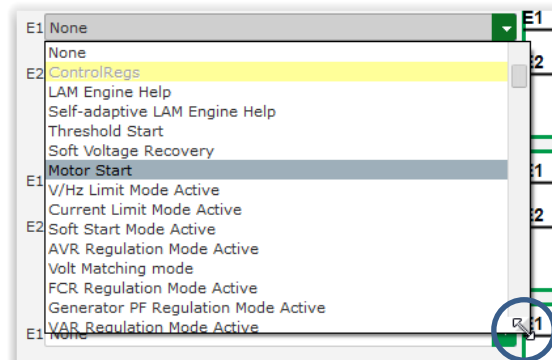 E1 None E1
None
E2 ControlRegs E2
LAM Engine Help
Self-adaptive LAM Engine Help
Threshold Start
Soft Voltage Recovery
Motor Start E1
E1 V/Hz Limit Mode Active
Current Limit Mode Active E2
E2 Soft Start Mode Active
AVR Regulation Mode Active
Volt Matching mode
FCR Regulation Mode Active
Generator PF Regulation Mode Active
VAR Regulation Mode Active E1
E1 None